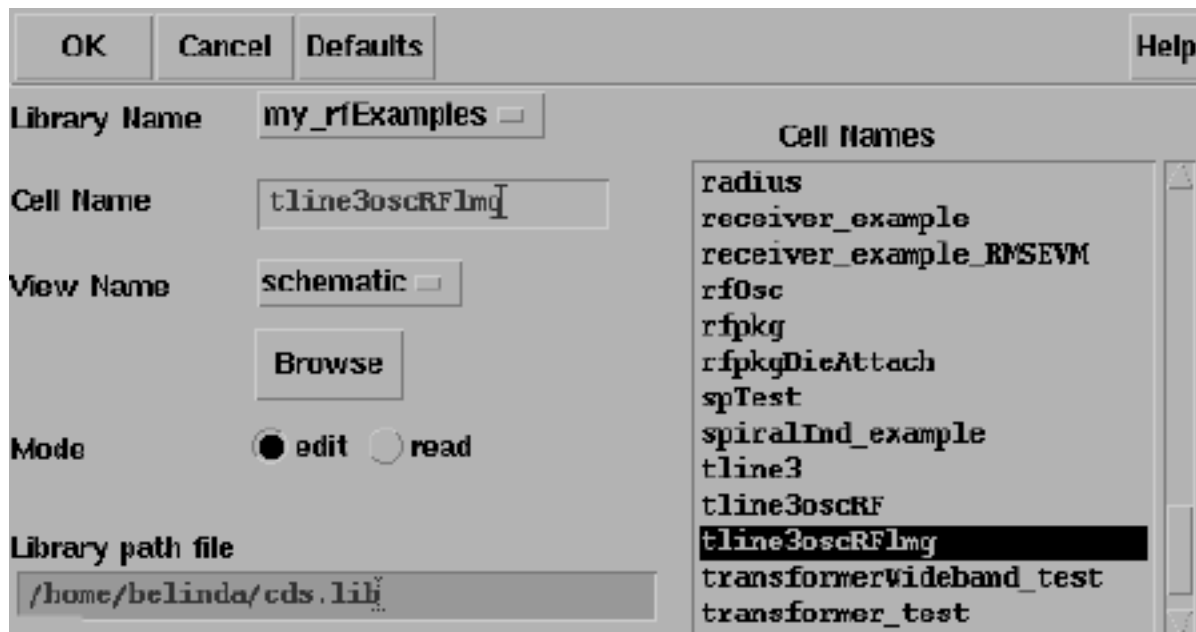 OK Cancel Defaults Help
Library Name my_rfExamples
Cell Name tline3oscRFlmg
View Name schematic
Browse
Mode edit read
Library path file
/home/belinda/cds.lib
Cell Names
radius
receiver_example
receiver_example_RMSEVM
rfOsc
rfpkg
rfpkgDieAttach
spTest
spiralInd_example
tline3
tline3oscRF
tline3oscRFlmg
transformerWideband_test
transformer_test